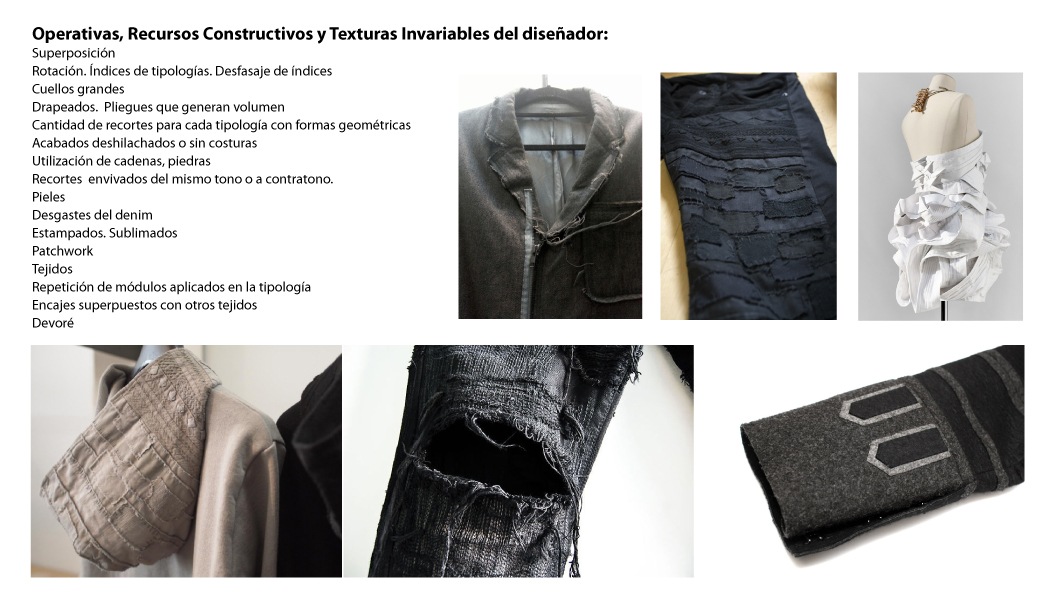 Operativas, Recursos Constructivos y Texturas Invariables del diseñador:
Superposición
Rotación. Índices de tipologías. Desfasaje de índices
Cuellos grandes
Drapeados.  Pliegues que generan volumen
Cantidad de recortes para cada tipología con formas geométricas
Acabados deshilachados o sin costuras
Utilización de cadenas, piedras
Recortes  envivados del mismo tono o a contratono.
Pieles
Desgastes del denim
Estampados. Sublimados
Patchwork
Tejidos
Repetición de módulos aplicados en la tipología
Encajes superpuestos con otros tejidos
Devoré